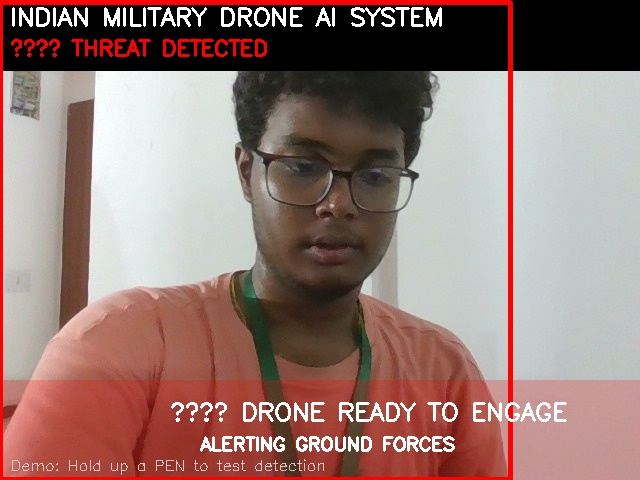 INDIAN MILITARY DRONE AI SYSTEM
???? THREAT DETECTED
???? DRONE READY TO ENGAGE
ALERTING GROUND FORCES
Demo: Hold up a PEN to test detection